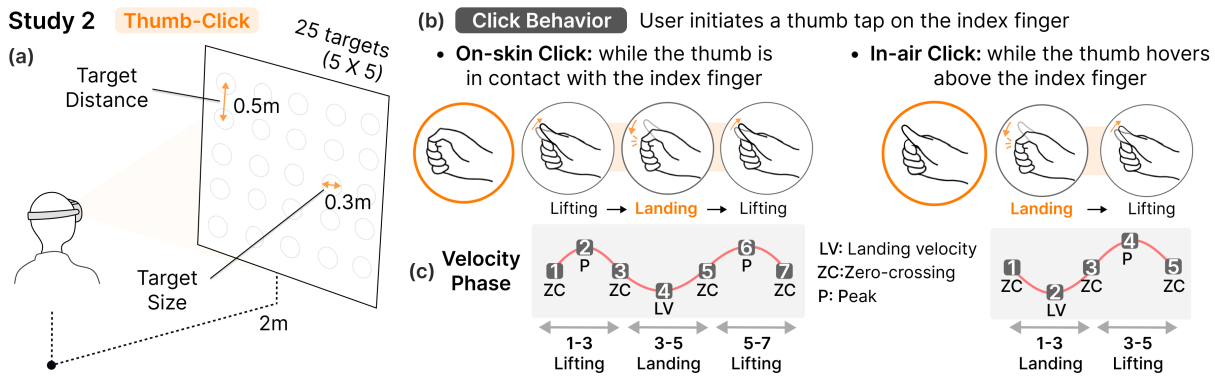 Study 2 Thumb-Click
(a)
25 targets
(5 X 5)
Target
Distance
0.5m
0.3m
Target
Size
2m
(b) Click Behavior User initiates a thumb tap on the index finger
• On-skin Click: while the thumb is
in contact with the index finger
• In-air Click: while the thumb hovers
above the index finger
Lifting → Landing → Lifting
Landing → Lifting
(c) Velocity
Phase
1 2 3 4 5 6 7
ZC P ZC LV ZC P ZC
1-3 3-5 5-7
Lifting Landing Lifting
LV: Landing velocity
ZC:Zero-crossing
P: Peak
1 2 3 4 5
ZC LV ZC P ZC
1-3 3-5
Landing Lifting